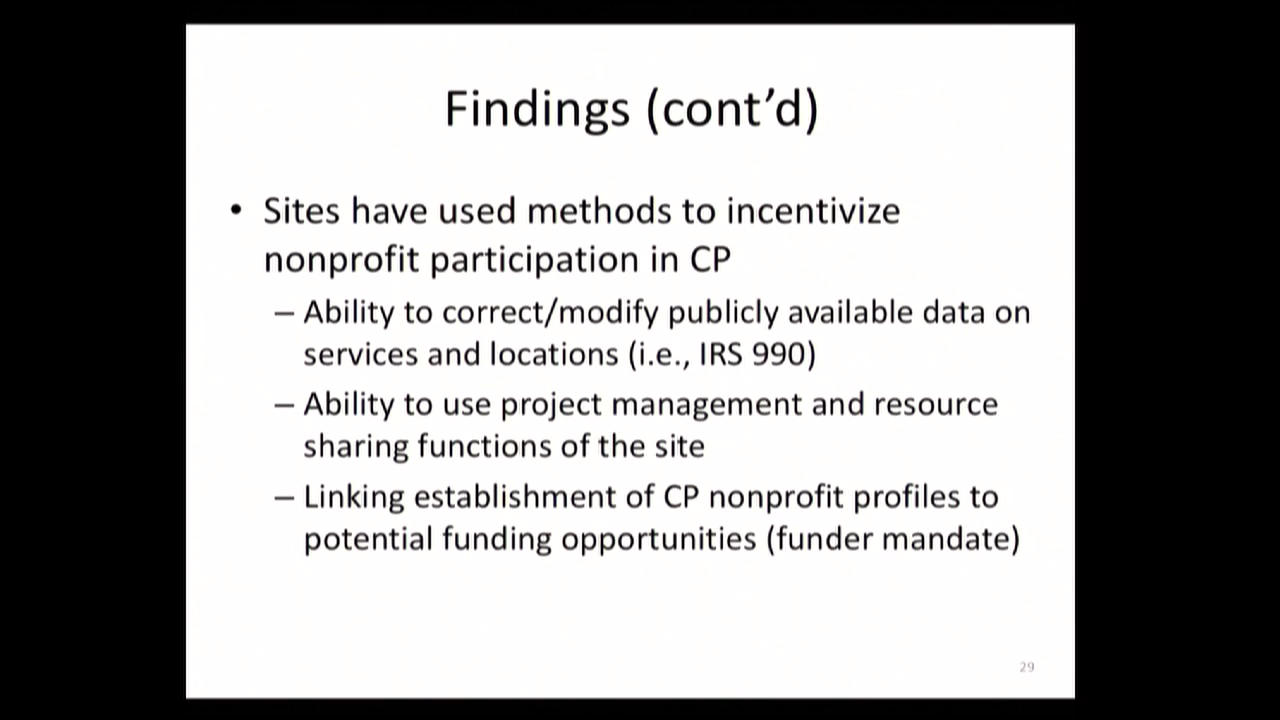 Findings (cont’d)
• Sites have used methods to incentivize
nonprofit participation in CP
– Ability to correct/modify publicly available data on
services and locations (i.e., IRS 990)
– Ability to use project management and resource
sharing functions of the site
– Linking establishment of CP nonprofit profiles to
potential funding opportunities (funder mandate)
29